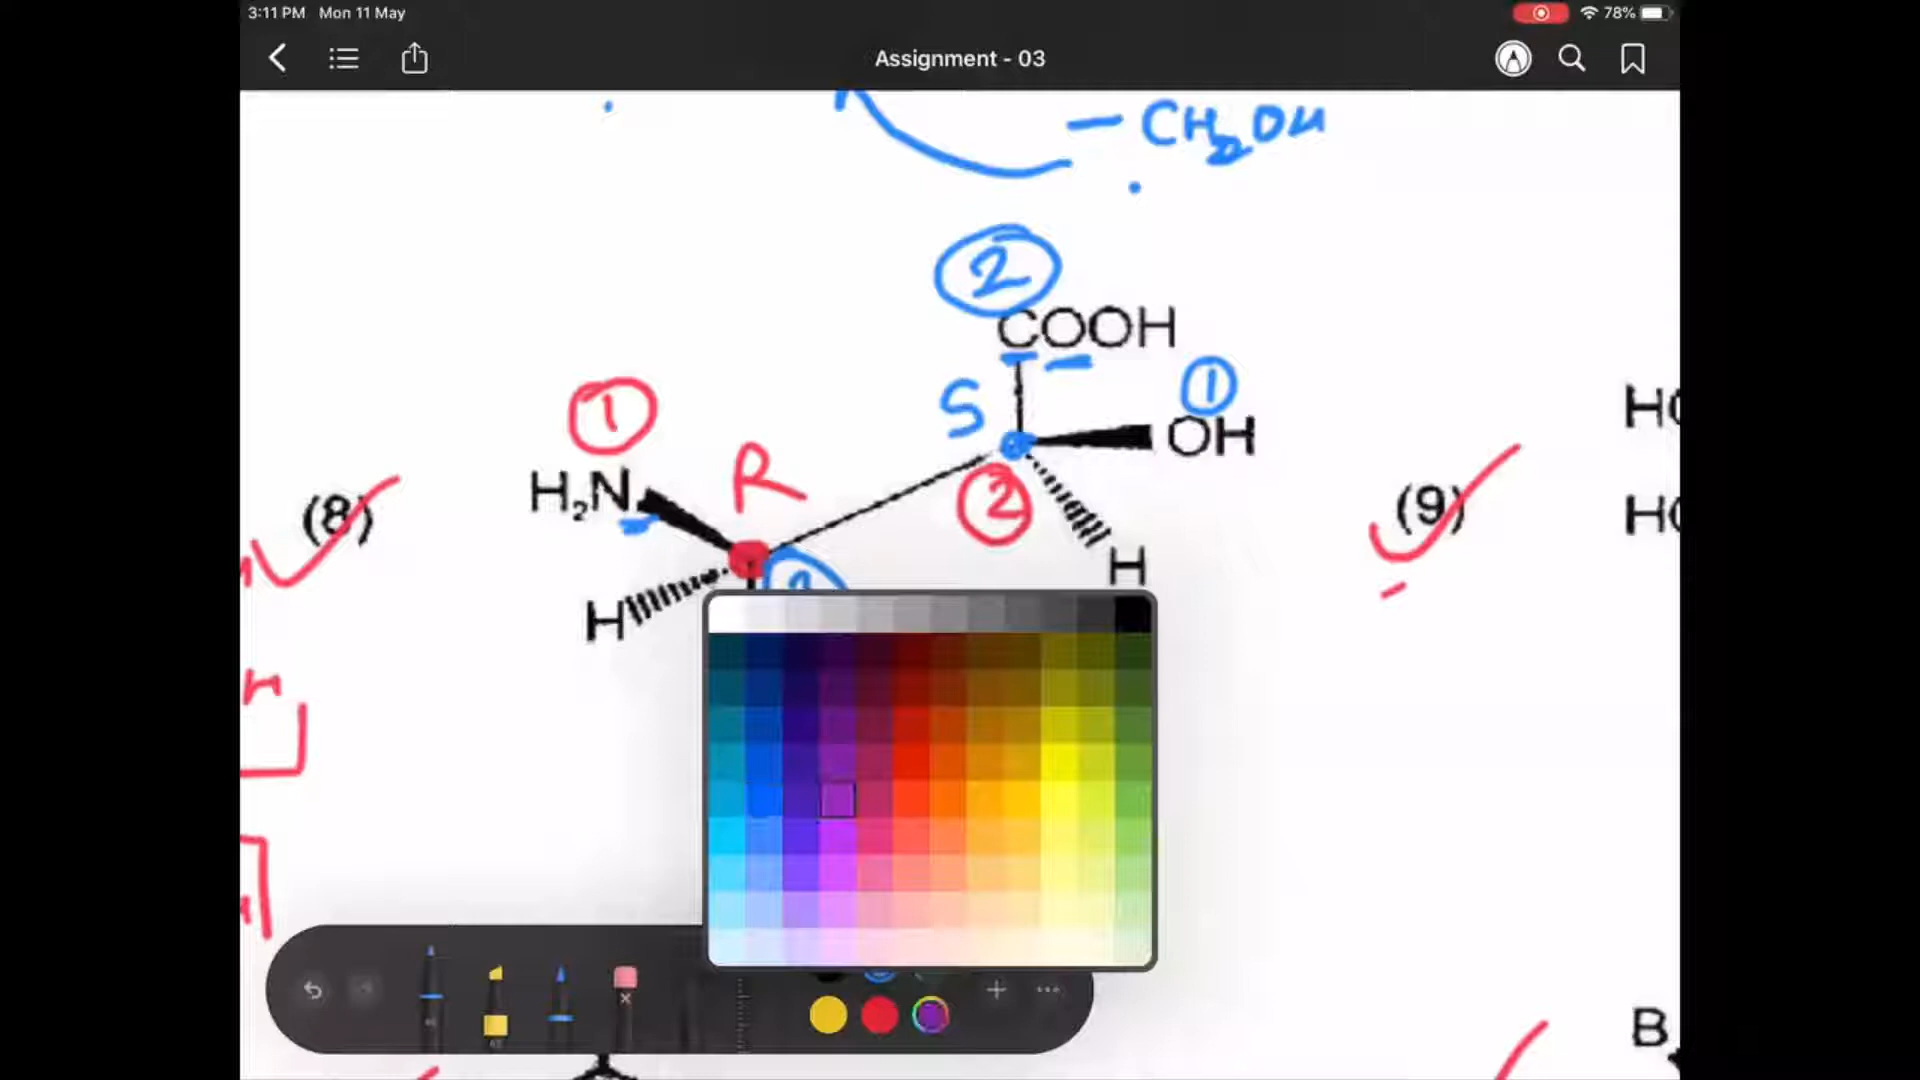 3:11 PM Mon 11 May
78%
Assignment - 03
- CH2OH
2
COOH
1
S
OH
1
R
H2N
2
(8)
(9)
H
H
2
B